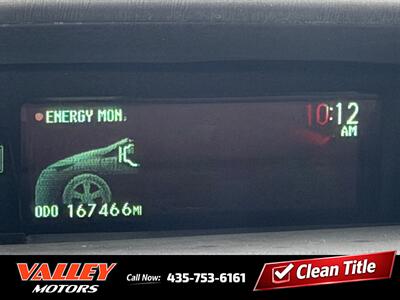 ENERGY MON.
10:12
AM
ODO 167466MI
VALLEY
MOTORS
Call Now: 435-753-6161
Clean Title